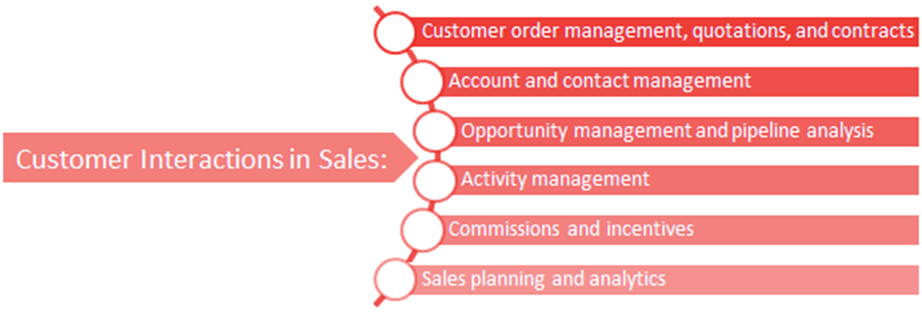 Customer Interactions in Sales:
Customer order management, quotations, and contracts
Account and contact management
Opportunity management and pipeline analysis
Activity management
Commissions and incentives
Sales planning and analytics